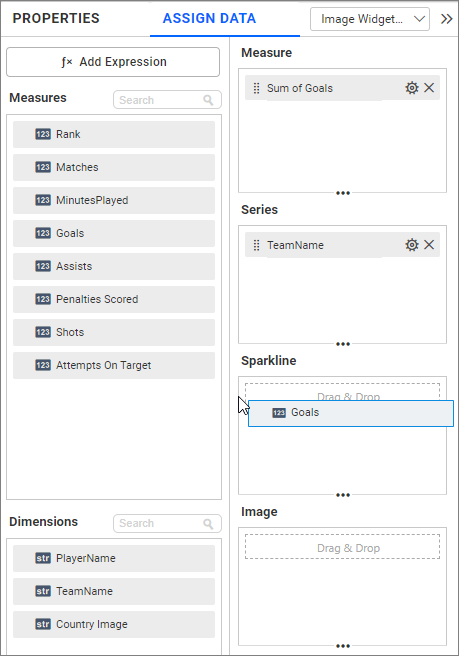 PROPERTIES
ASSIGN DATA
Image Widget...
ƒ× Add Expression
Measures
Search
123 Rank
123 Matches
123 MinutesPlayed
123 Goals
123 Assists
123 Penalties Scored
123 Shots
123 Attempts On Target
Dimensions
Search
str PlayerName
str TeamName
str Country Image
Measure
Sum of Goals
Series
TeamName
Sparkline
Drag & Drop
123 Goals
Image
Drag & Drop